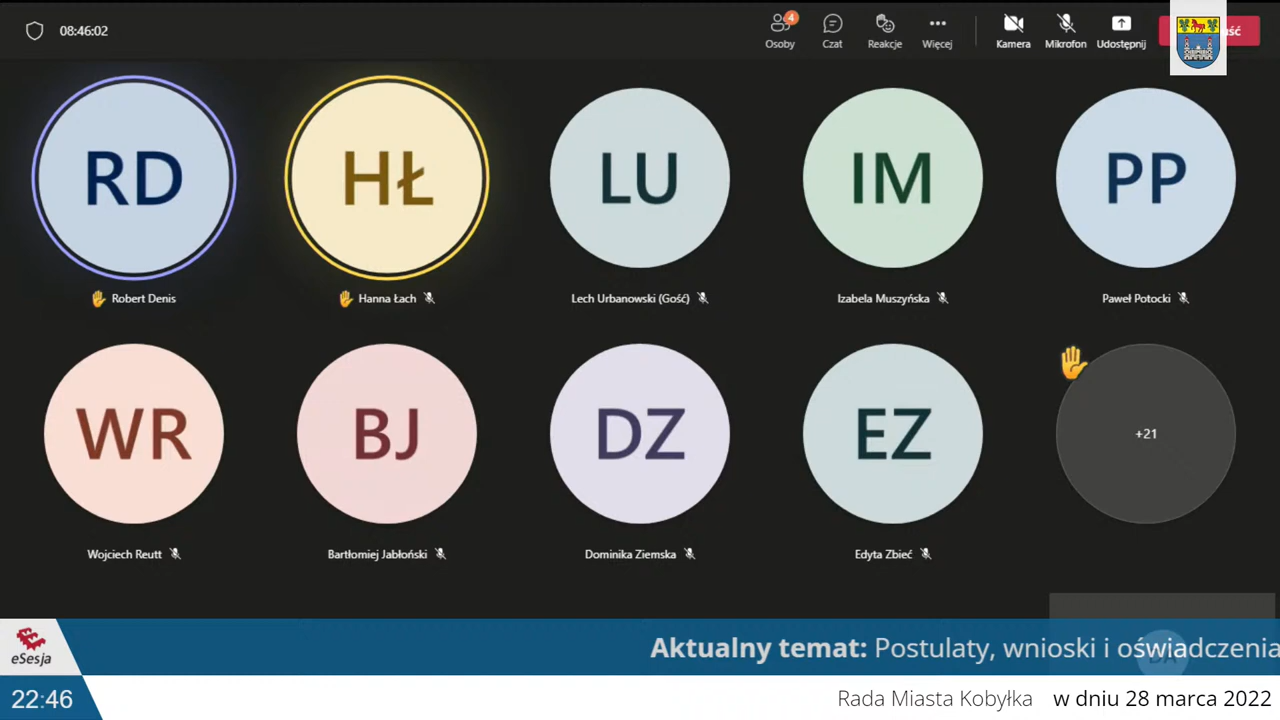 08:46:02
4
Osoby
Czat
Reakcje
Więcej
Kamera
Mikrofon
Udostępnij
RD
HŁ
LU
IM
PP
Robert Denis
Hanna Łach
Lech Urbanowski (Gość)
Izabela Muszyńska
Paweł Potocki
WR
BJ
DZ
EZ
+21
Wojciech Reutt
Bartłomiej Jabłoński
Dominika Ziemska
Edyta Zbieć
eSesja
Aktualny temat: Postulaty, wnioski i oświadczenia
22:46
Rada Miasta Kobyłka w dniu 28 marca 2022